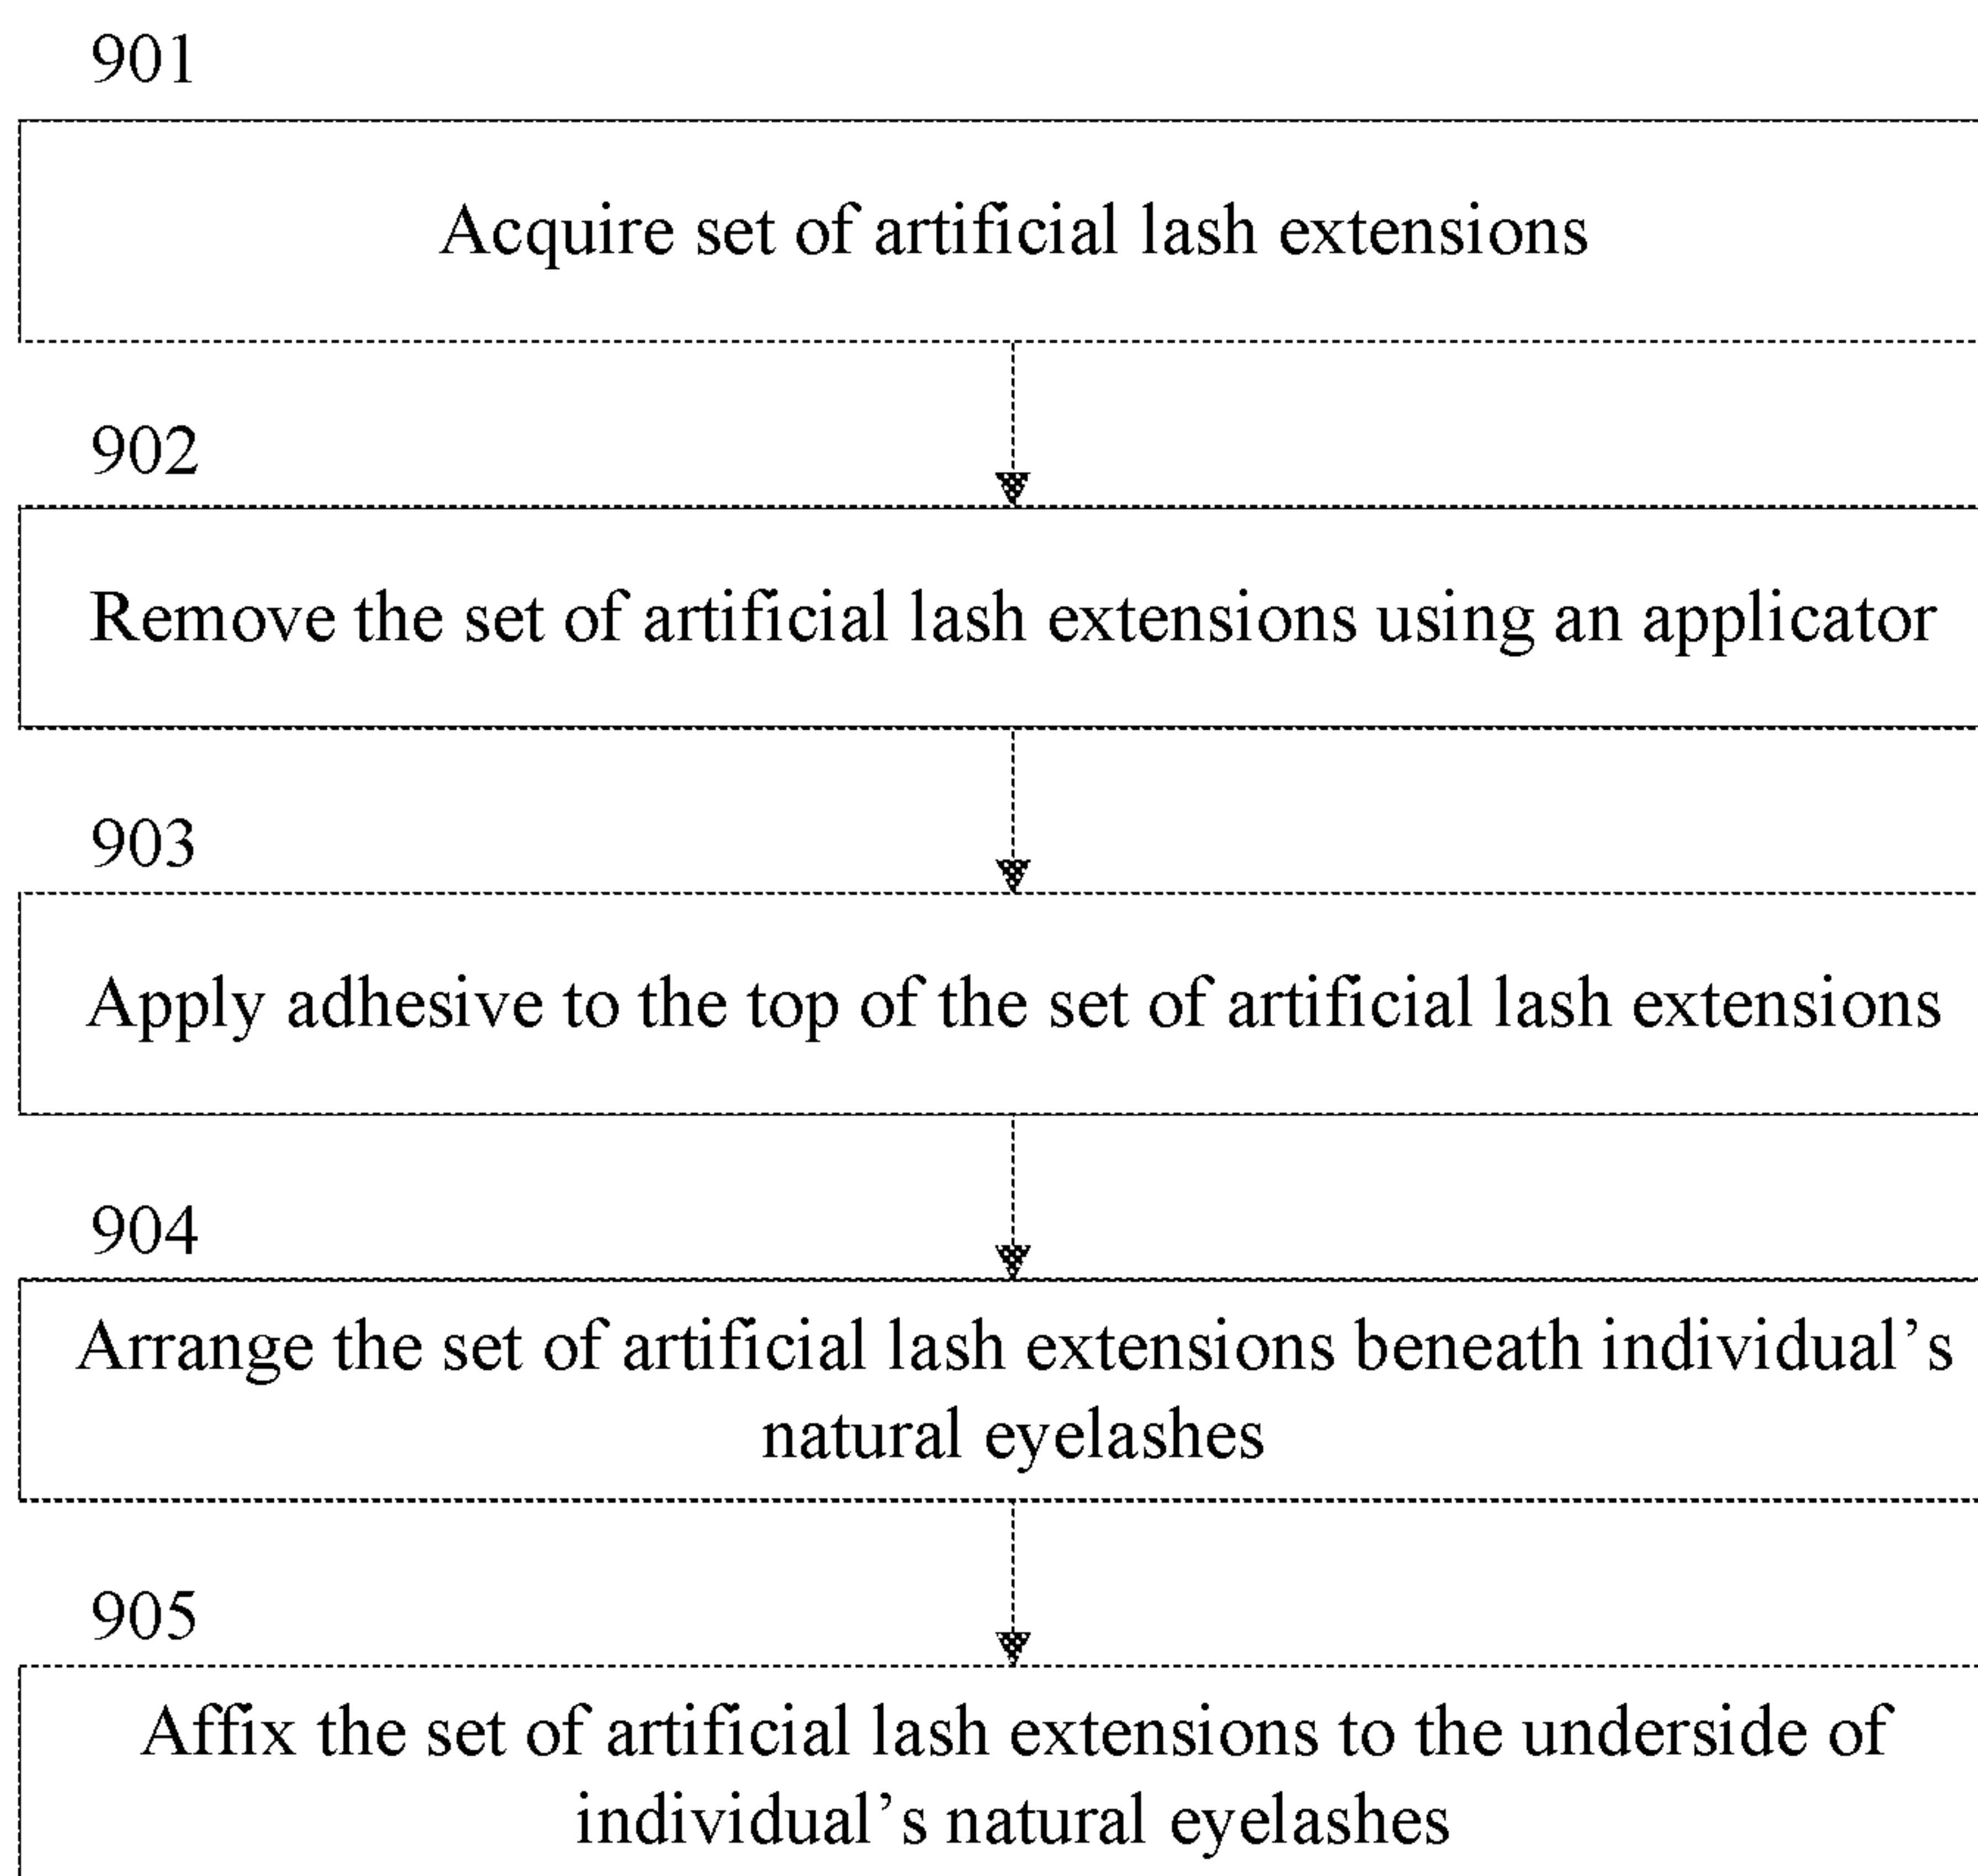 901
Acquire set of artificial lash extensions
902
Remove the set of artificial lash extensions using an applicator
903
Apply adhesive to the top of the set of artificial lash extensions
904
Arrange the set of artificial lash extensions beneath individual’s
natural eyelashes
905
Affix the set of artificial lash extensions to the underside of
individual’s natural eyelashes